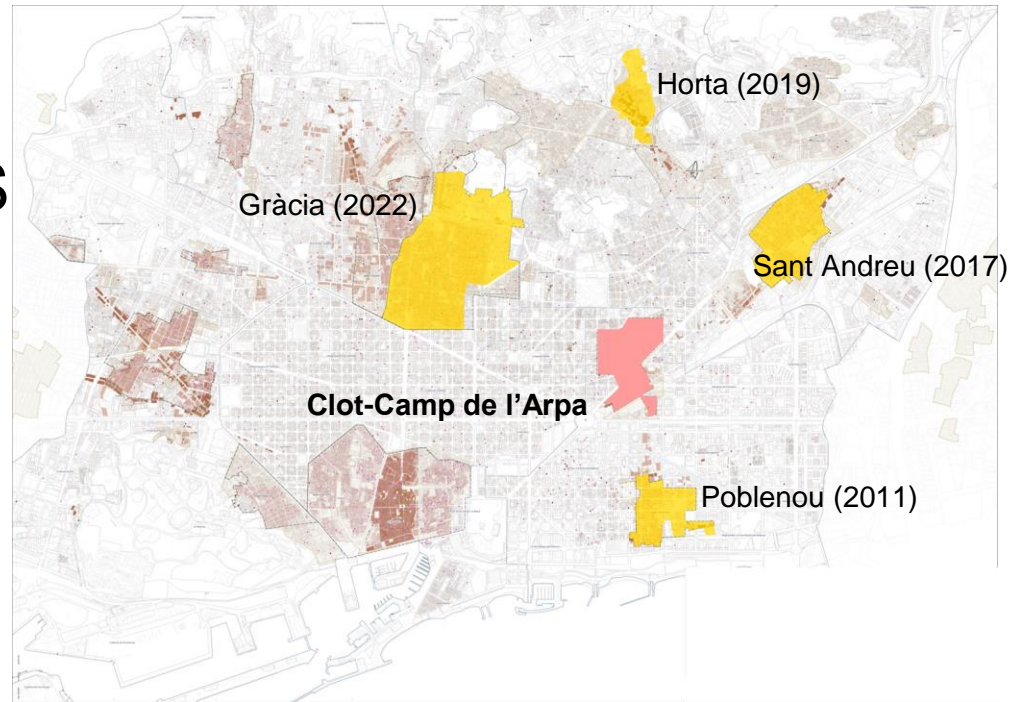 Horta (2019)
Gràcia (2022)
Sant Andreu (2017)
Clot-Camp de l'Arpa
Poblenou (2011)